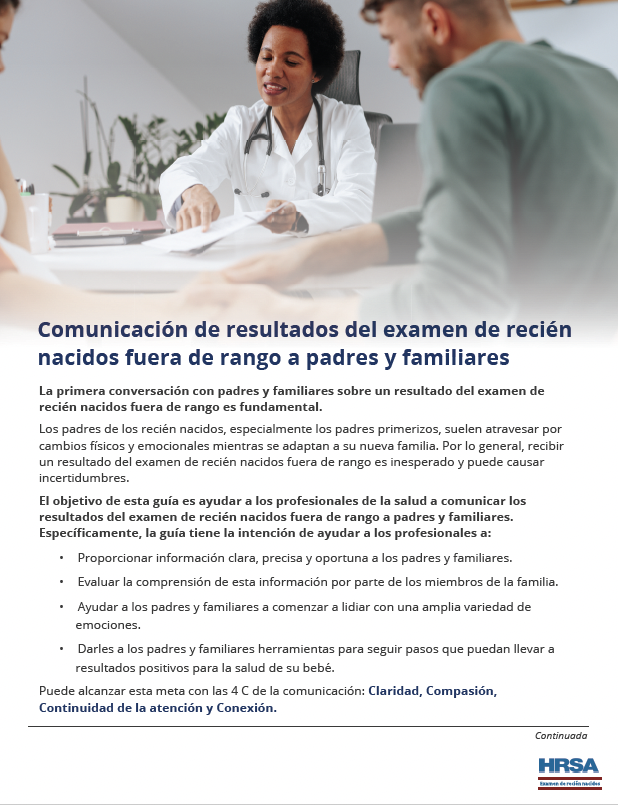 Comunicación de resultados del examen de recién
nacidos fuera de rango a padres y familiares
La primera conversación con padres y familiares sobre un resultado del examen de
recién nacidos fuera de rango es fundamental.
Los padres de los recién nacidos, especialmente los padres primerizos, suelen atravesar por
cambios físicos y emocionales mientras se adaptan a su nueva familia. Por lo general, recibir
un resultado del examen de recién nacidos fuera de rango es inesperado y puede causar
incertidumbres.
El objetivo de esta guía es ayudar a los profesionales de la salud a comunicar los
resultados del examen de recién nacidos fuera de rango a padres y familiares.
Específicamente, la guía tiene la intención de ayudar a los profesionales a:
• Proporcionar información clara, precisa y oportuna a los padres y familiares.
• Evaluar la comprensión de esta información por parte de los miembros de la familia.
• Ayudar a los padres y familiares a comenzar a lidiar con una amplia variedad de
emociones.
• Darles a los padres y familiares herramientas para seguir pasos que puedan llevar a
resultados positivos para la salud de su bebé.
Puede alcanzar esta meta con las 4 C de la comunicación: Claridad, Compasión,
Continuidad de la atención y Conexión.
Continuada
HRSA
Examen de recién nacidos